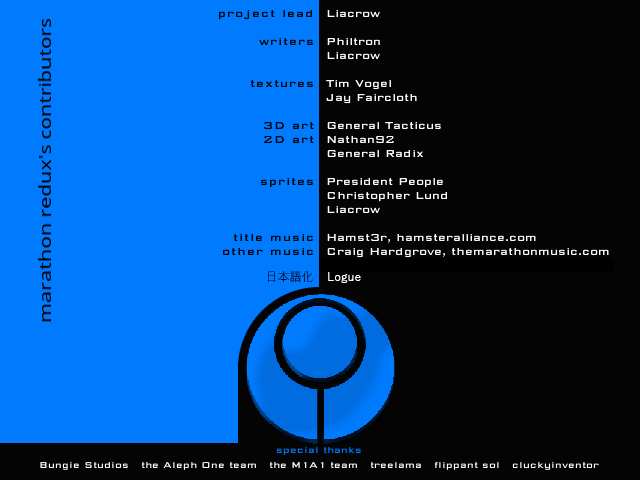 marathon redux's contributors
project lead Liacrow
writers Philtron
Liacrow
textures Tim Vogel
Jay Faircloth
3D art General Tacticus
2D art Nathan92
General Radix
sprites President People
Christopher Lund
Liacrow
title music Hamst3r, hamsteralliance.com
other music Craig Hardgrove, themarathonmusic.com
日本語化 Logue
special thanks
Bungie Studios the Aleph One team the M1A1 team treelama flippant sol cluckyinventor